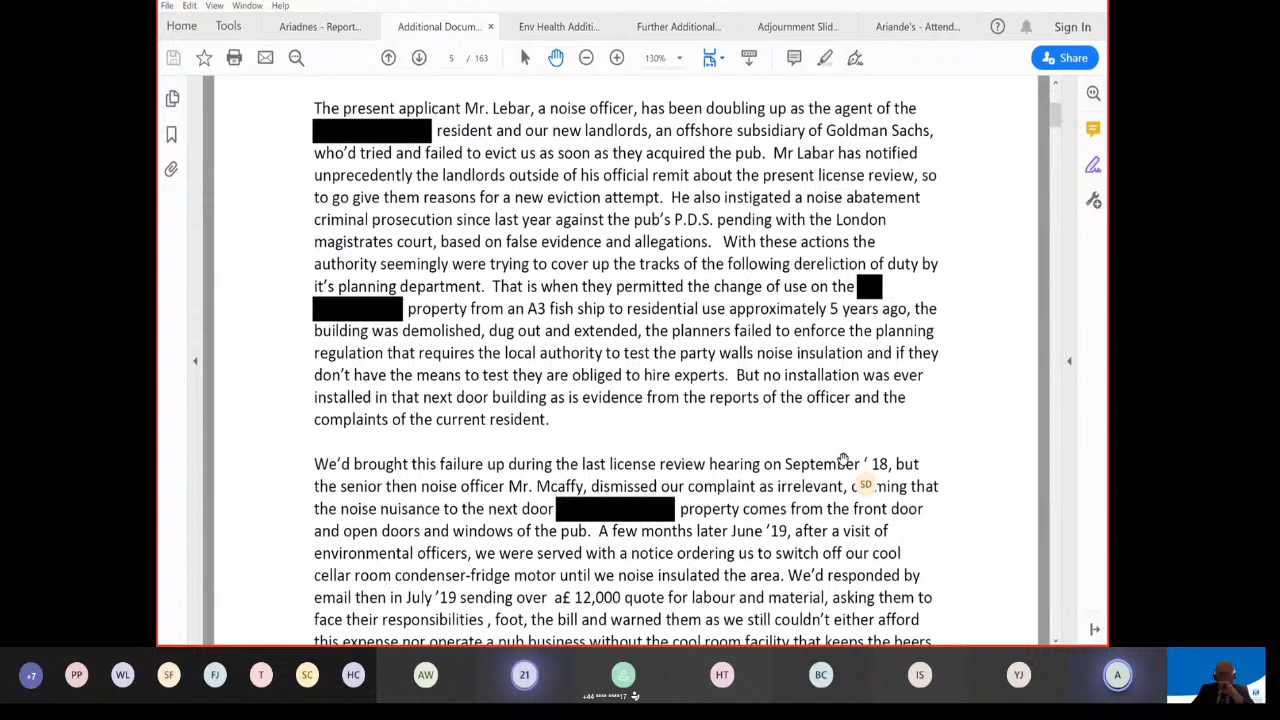 File Edit View Window Help
Home Tools Ariadnes - Report... Additional Docum... × Env Health Additi... Further Additional... Adjournment Slid... Ariande's - Attend... Sign In
5 / 163 130% Share
The present applicant Mr. Lebar, a noise officer, has been doubling up as the agent of the
resident and our new landlords, an offshore subsidiary of Goldman Sachs,
who'd tried and failed to evict us as soon as they acquired the pub. Mr Labar has notified
unprecedently the landlords outside of his official remit about the present license review, so
to go give them reasons for a new eviction attempt. He also instigated a noise abatement
criminal prosecution since last year against the pub's P.D.S. pending with the London
magistrates court, based on false evidence and allegations. With these actions the
authority seemingly were trying to cover up the tracks of the following dereliction of duty by
it's planning department. That is when they permitted the change of use on the
property from an A3 fish ship to residential use approximately 5 years ago, the
building was demolished, dug out and extended, the planners failed to enforce the planning
regulation that requires the local authority to test the party walls noise insulation and if they
don't have the means to test they are obliged to hire experts. But no installation was ever
installed in that next door building as is evidence from the reports of the officer and the
complaints of the current resident.
We'd brought this failure up during the last license review hearing on September ' 18, but
the senior then noise officer Mr. Mcaffy, dismissed our complaint as irrelevant, that
SD
the noise nuisance to the next door property comes from the front door
and open doors and windows of the pub. A few months later June '19, after a visit of
environmental officers, we were served with a notice ordering us to switch off our cool
cellar room condenser-fridge motor until we noise insulated the area. We'd responded by
email then in July '19 sending over a£ 12,000 quote for labour and material, asking them to
face their responsibilities , foot, the bill and warned them as we still couldn't either afford
this expense nor operate a pub business without the cool room facility that keeps the beers
+7 PP WL SF FJ T SC HC AW 21 HT BC IS YJ A
+44 **** ****17